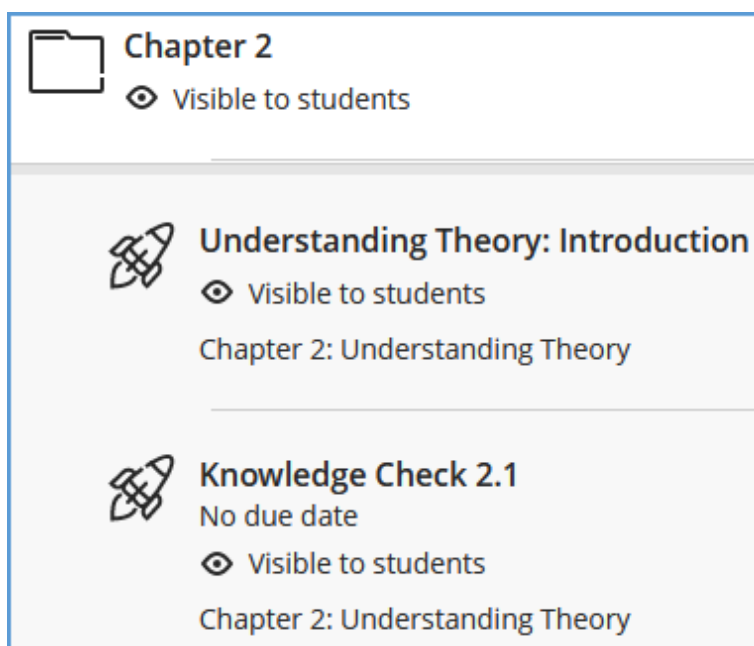 Chapter 2
Visible to students
Understanding Theory: Introduction
Visible to students
Chapter 2: Understanding Theory
Knowledge Check 2.1
No due date
Visible to students
Chapter 2: Understanding Theory